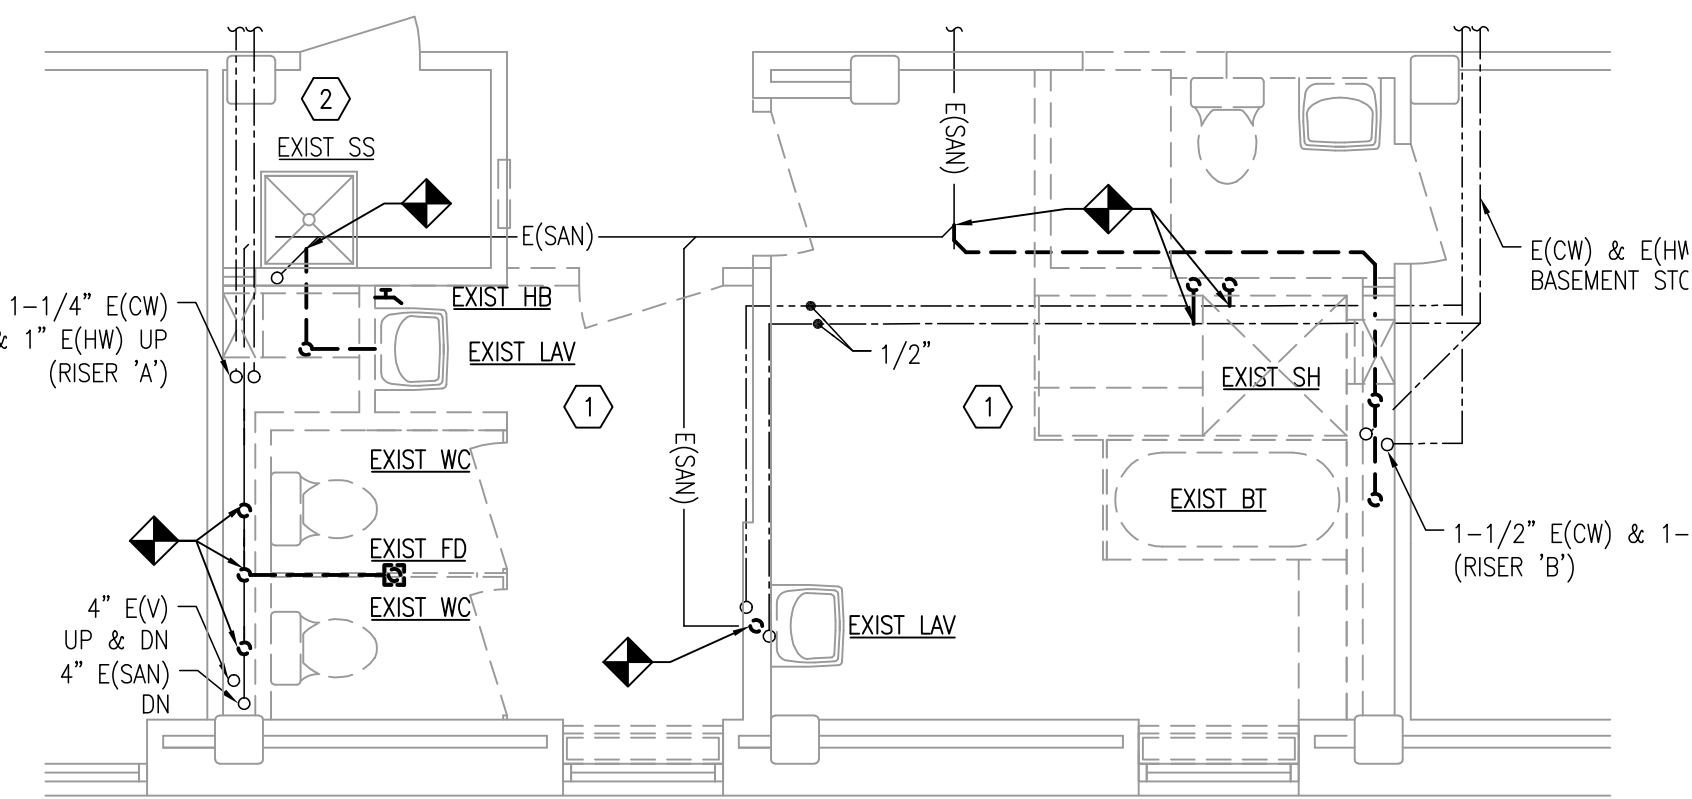 2
EXIST SS
E(SAN)
E(SAN)
E(CW) & E(HW
BASEMENT STO
1-1/4" E(CW)
& 1" E(HW) UP
(RISER 'A')
EXIST HB
EXIST LAV
1/2"
EXIST SH
1
1
E(SAN)
EXIST WC
EXIST BT
EXIST FD
EXIST WC
1-1/2" E(CW) & 1-
(RISER 'B')
4" E(V)
UP & DN
4" E(SAN)
DN
EXIST LAV